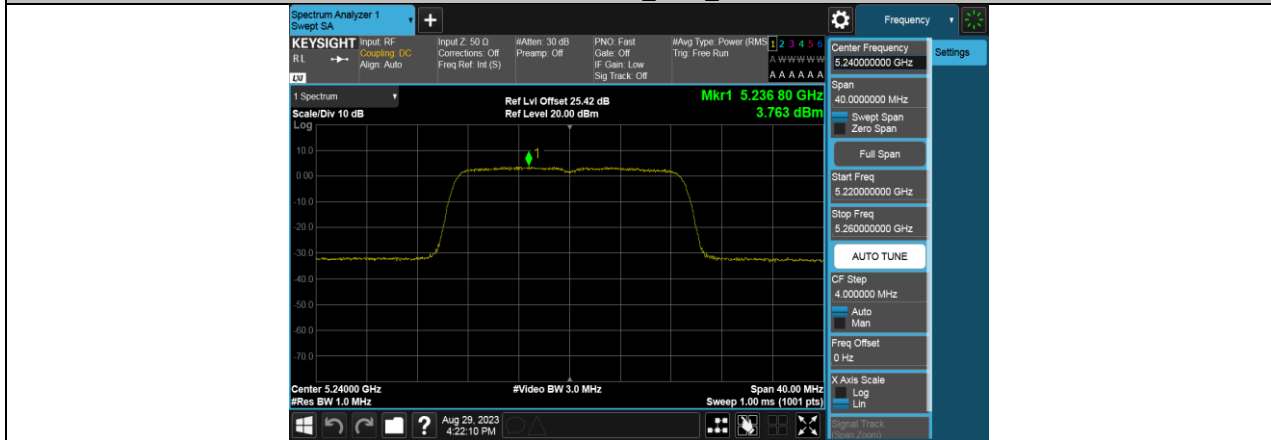 Spectrum Analyzer 1
Swept SA
+
Frequency
KEYSIGHT
RL
LXI
Input: RF
Coupling: DC
Align: Auto
Input Z: 50 Ω
Corrections: Off
Freq Ref: Int (S)
#Atten: 30 dB
Preamp: Off
PNO: Fast
Gate: Off
IF Gain: Low
Sig Track: Off
#Avg Type: Power (RMS
Trig: Free Run
1 2 3 4 5 6
A W W W W W
A A A A A A
1 Spectrum
Scale/Div 10 dB
Ref Lvl Offset 25.42 dB
Ref Level 20.00 dBm
Mkr1 5.236 80 GHz
3.763 dBm
Log
10.0
0.00
-10.0
-20.0
-30.0
-40.0
-50.0
-60.0
-70.0
1
Center 5.24000 GHz
#Res BW 1.0 MHz
#Video BW 3.0 MHz
Span 40.00 MHz
Sweep 1.00 ms (1001 pts)
?
Aug 29, 2023
4:22:10 PM
Center Frequency
5.240000000 GHz
Settings
Span
40.0000000 MHz
Swept Span
Zero Span
Full Span
Start Freq
5.220000000 GHz
Stop Freq
5.260000000 GHz
AUTO TUNE
CF Step
4.000000 MHz
Auto
Man
Freq Offset
0 Hz
X Axis Scale
Log
Lin
Signal Track
(Span Zoom)